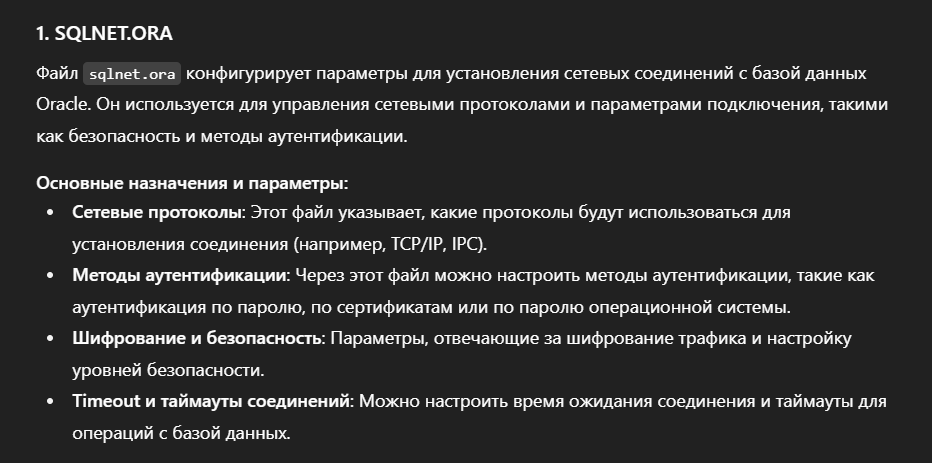 1. SQLNET.ORA
Файл sqlnet.ora конфигурирует параметры для установления сетевых соединений с базой данных
Oracle. Он используется для управления сетевыми протоколами и параметрами подключения, такими
как безопасность и методы аутентификации.
Основные назначения и параметры:
• Сетевые протоколы: Этот файл указывает, какие протоколы будут использоваться для
установления соединения (например, TCP/IP, IPC).
• Методы аутентификации: Через этот файл можно настроить методы аутентификации, такие как
аутентификация по паролю, по сертификатам или по паролю операционной системы.
• Шифрование и безопасность: Параметры, отвечающие за шифрование трафика и настройку
уровней безопасности.
• Timeout и таймауты соединений: Можно настроить время ожидания соединения и таймауты для
операций с базой данных.